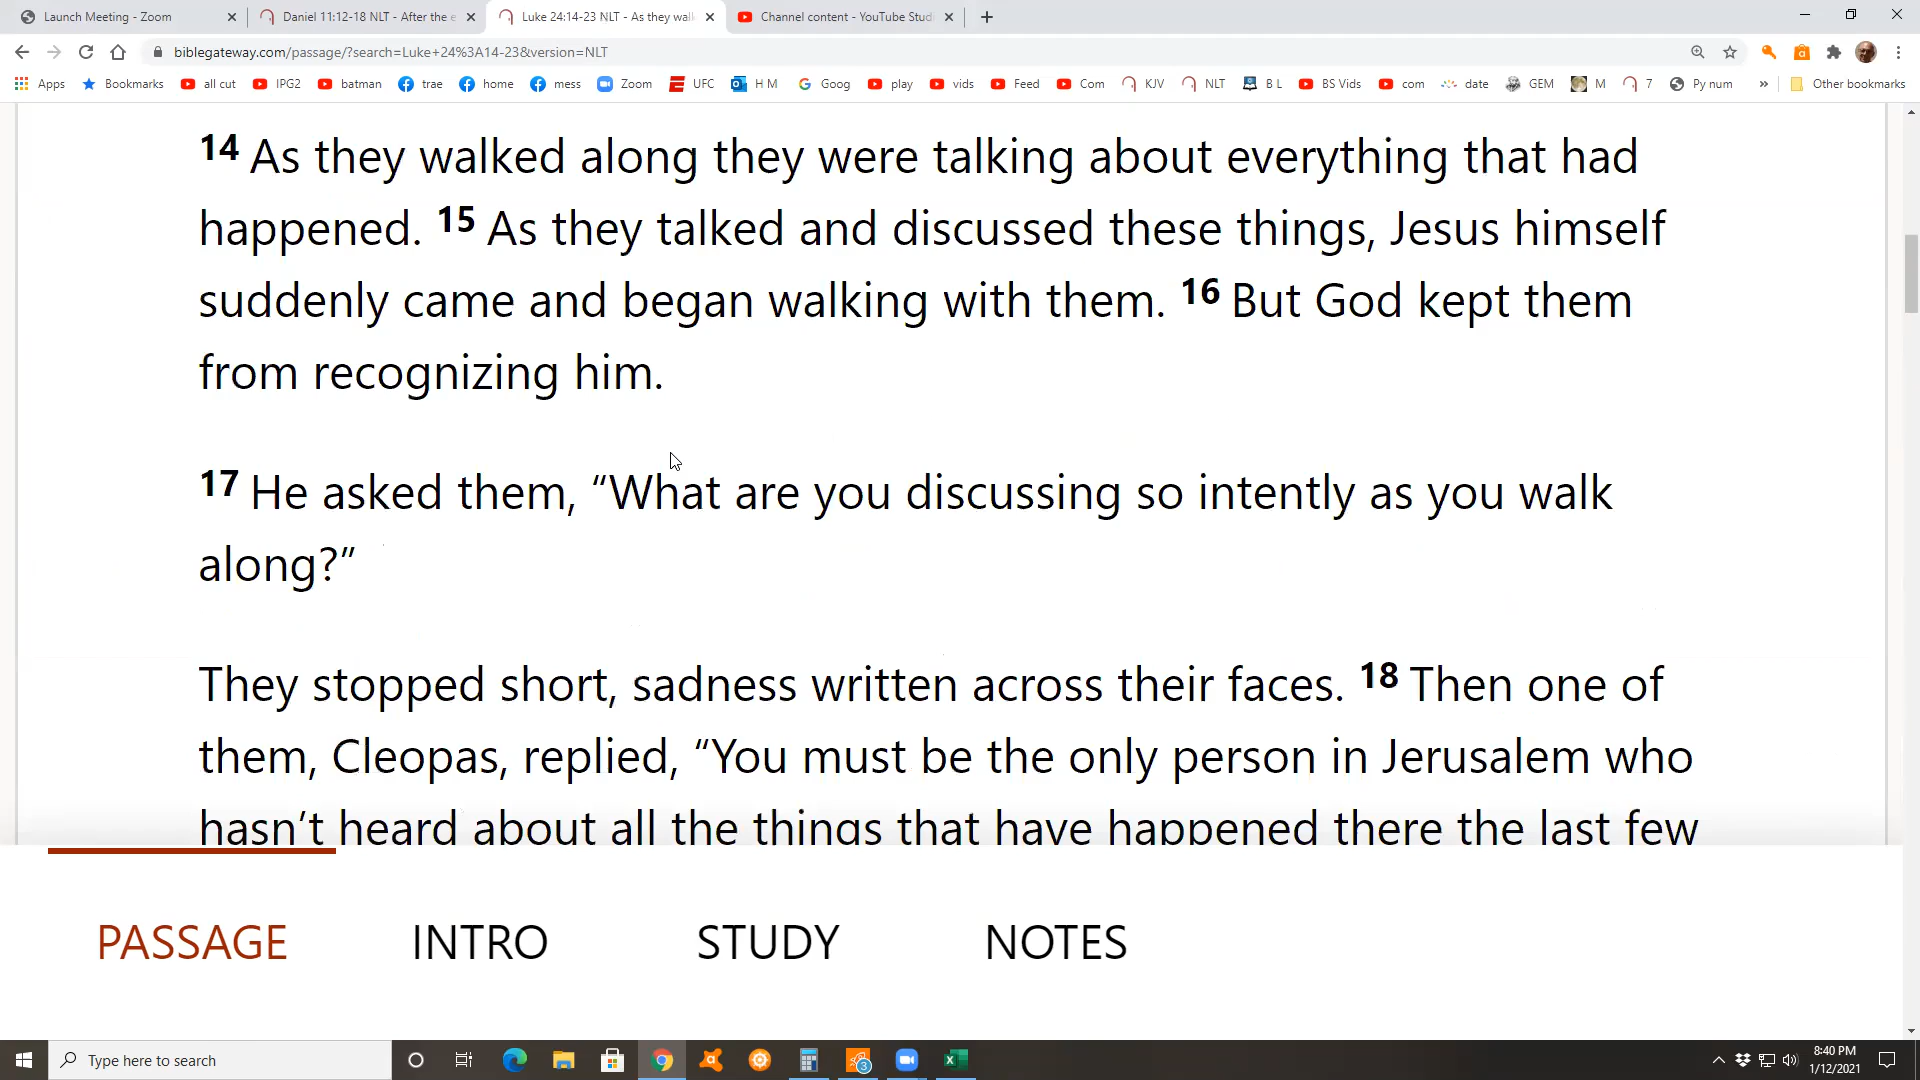 Launch Meeting - Zoom
Daniel 11:12-18 NLT - After the e
Luke 24:14-23 NLT - As they walk
Channel content - YouTube Studi
biblegateway.com/passage/?search=Luke+24%3A14-23&version=NLT
Apps Bookmarks all cut IPG2 batman trae home mess Zoom UFC H M Goog play vids Feed Com KJV NLT B L BS Vids com date GEM M 7 Py num » Other bookmarks
14 As they walked along they were talking about everything that had
happened. 15 As they talked and discussed these things, Jesus himself
suddenly came and began walking with them. 16 But God kept them
from recognizing him.
17 He asked them, “What are you discussing so intently as you walk
along?”
They stopped short, sadness written across their faces. 18 Then one of
them, Cleopas, replied, “You must be the only person in Jerusalem who
hasn’t heard about all the things that have happened there the last few
PASSAGE INTRO STUDY NOTES
Type here to search
3
8:40 PM
1/12/2021